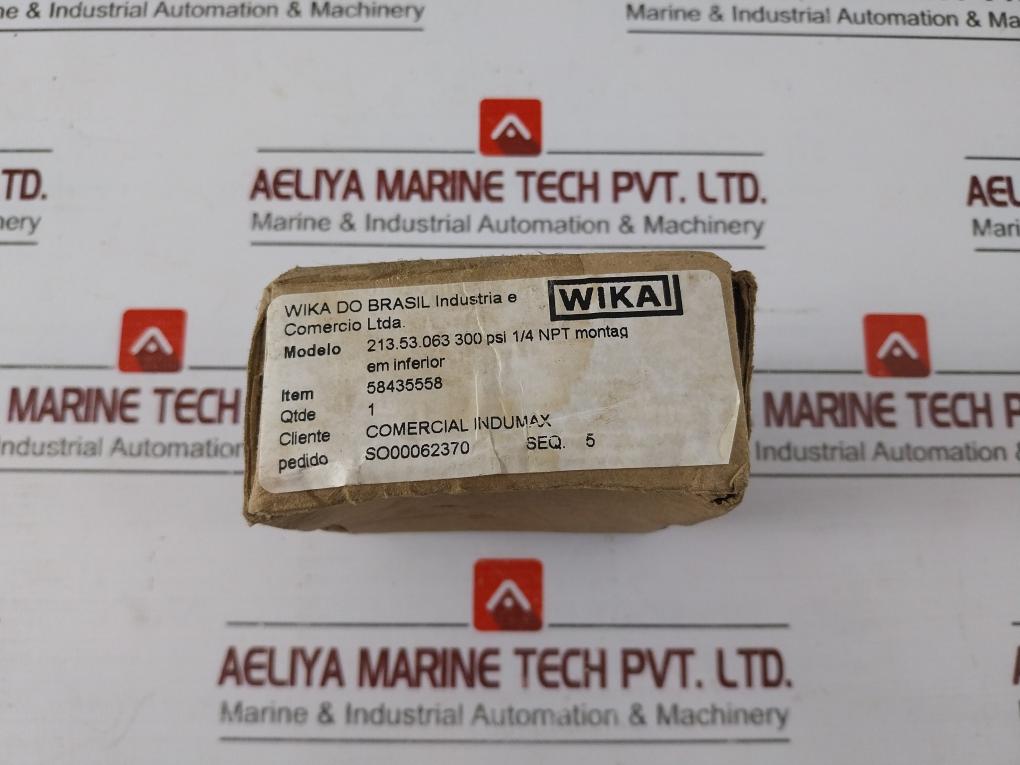 e & Industrial Automation & Machinery
Marine & Industrial Automation & Ma
TD.
nery
AELIYA MARINE TECH PVT. LTD.
Marine & Industrial Automation & Machinery
AEL
Mari
WIKA DO BRASIL Industria e
Comercio Ltda.
WIKA
Modelo 213.53.063 300 psi 1/4 NPT montag
em inferior
Item 58435558
Qtde 1
Cliente COMERCIAL INDUMAX
pedido SO00062370 SEQ. 5
MARINE TECH
ndustrial Automation
MARINE TECH P
ndustrial Automation &
AELIYA MARINE TECH PVT. LTD.
Marine & Industrial Automation & Machinery